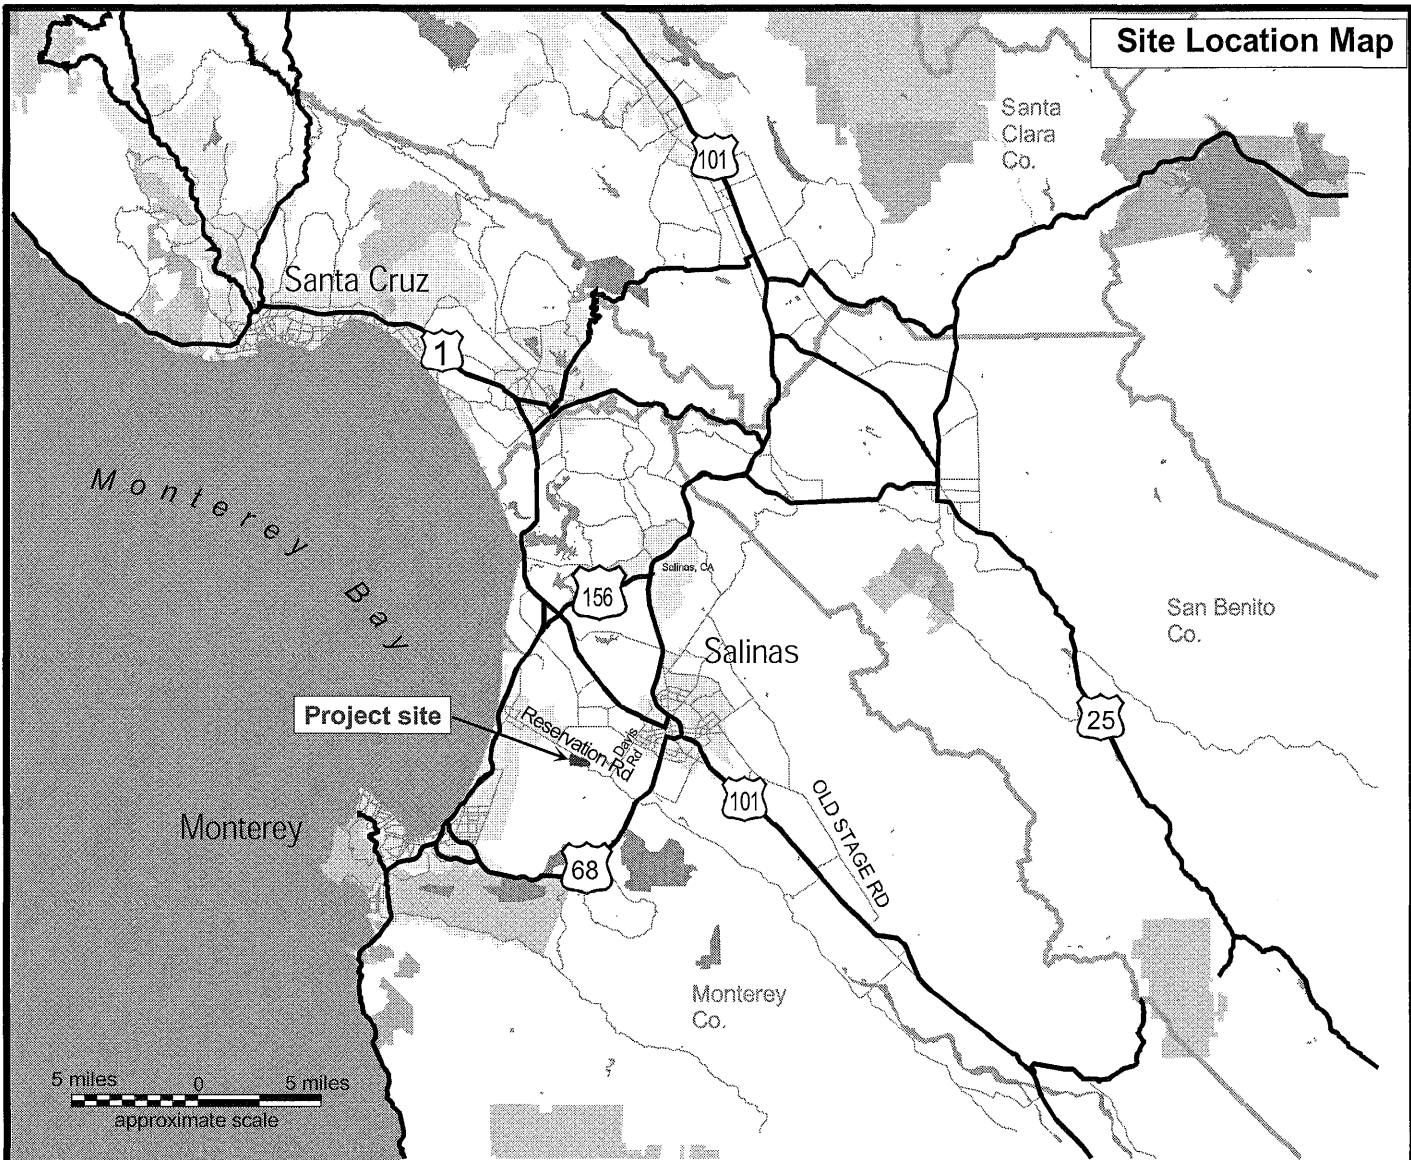 Site Location Map
Santa
Clara
Co.
101
Santa Cruz
1
Monterey Bay
Salinas, CA
156
San Benito
Co.
Salinas
Project site
Reservation Rd
Davis
Rd
25
101
OLD STAGE RD
Monterey
68
Monterey
Co.
5 miles 0 5 miles
approximate scale